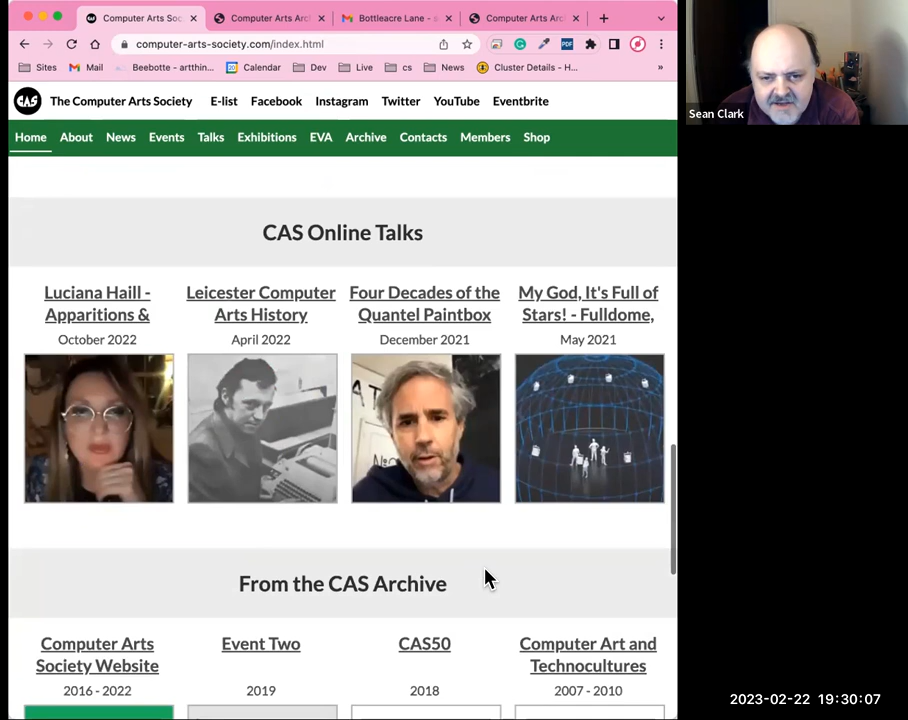 Computer Arts Soc
Computer Arts Arc
Bottleacre Lane - a
Computer Arts Arc
computer-arts-society.com/index.html
Sites
Mail
Beebotte - artthin...
Calendar
Dev
Live
cs
News
Cluster Details - H...
»
CAS
The Computer Arts Society
E-list
Facebook
Instagram
Twitter
YouTube
Eventbrite
Home
About
News
Events
Talks
Exhibitions
EVA
Archive
Contacts
Members
Shop
Sean Clark
CAS Online Talks
Luciana Haill -
Apparitions &
October 2022
Leicester Computer
Arts History
April 2022
Four Decades of the
Quantel Paintbox
December 2021
My God, It's Full of
Stars! - Fulldome,
May 2021
From the CAS Archive
Computer Arts
Society Website
2016 - 2022
Event Two
2019
CAS50
2018
Computer Art and
Technocultures
2007 - 2010
2023-02-22 19:30:07